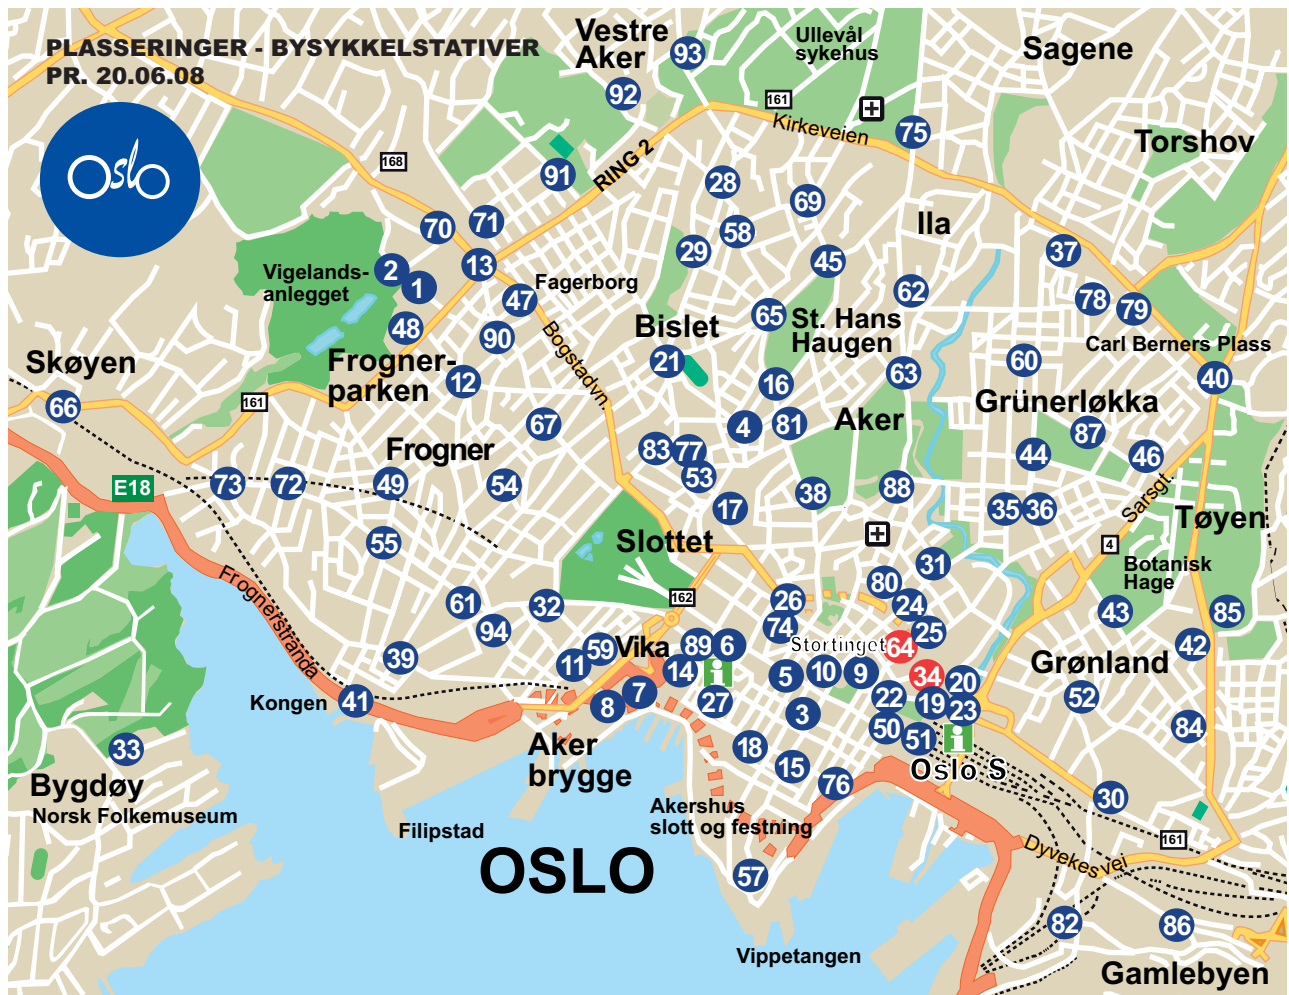 PLASSERINGER - BYSYKKELSTATIVER
PR. 20.06.08
Oslo
Vestre
Aker
93
92
Ullevål
sykehus
Sagene
161
Kirkeveien
75
Torshov
168
91
RING 2
28
69
70
71
58
Ila
29
45
37
2
1
13
Vigelands-
anlegget
47
Fagerborg
62
78
79
48
90
Bogstadvn.
65
St. Hans
Haugen
Bislet
21
Carl Berners Plass
Skøyen
Frogner-
parken
12
16
63
60
40
66
161
67
4
81
Aker
Grünerløkka
87
Frogner
83
77
53
44
46
E18
73
72
49
54
17
38
88
35
36
Sarsgt.
Tøyen
55
Slottet
4
Botanisk
Hage
31
Frognerstranda
61
32
162
26
80
24
43
85
94
74
25
59
Vika
89
6
Stortinget
64
42
39
11
14
i
5
10
9
34
20
Grønland
52
Kongen
41
8
7
27
3
22
19
23
50
51
i
84
33
Aker
brygge
18
15
Oslo S
Bygdøy
Norsk Folkemuseum
76
30
Filipstad
Akershus
slott og festning
161
Dyvekesvei
OSLO
57
82
86
Vippetangen
Gamlebyen